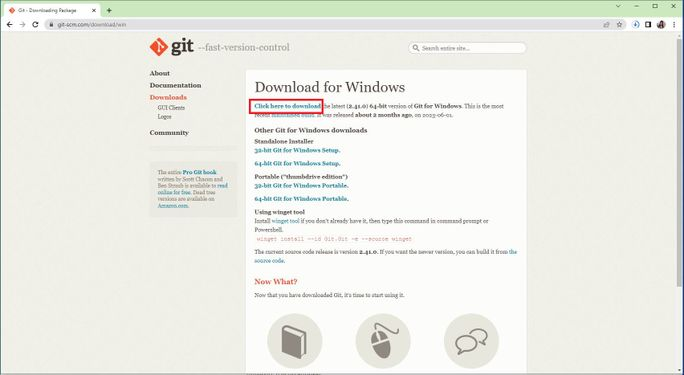 Git - Downloading Package
git-scm.com/download/win
git --fast-version-control
Search entire site...
About
Documentation
Downloads
GUI Clients
Logos
Community
The entire Pro Git book
written by Scott Chacon and
Ben Straub is available to read
online for free. Dead tree
versions are available on
Amazon.com.
Download for Windows
Click here to download the latest (2.41.0) 64-bit version of Git for Windows. This is the most
recent maintained build. It was released about 2 months ago, on 2023-06-01.
Other Git for Windows downloads
Standalone Installer
32-bit Git for Windows Setup.
64-bit Git for Windows Setup.
Portable ("thumbdrive edition")
32-bit Git for Windows Portable.
64-bit Git for Windows Portable.
Using winget tool
Install winget tool if you don't already have it, then type this command in command prompt or
Powershell.
winget install --id Git.Git -e --source winget
The current source code release is version 2.41.0. If you want the newer version, you can build it from the
source code.
Now What?
Now that you have downloaded Git, it's time to start using it.